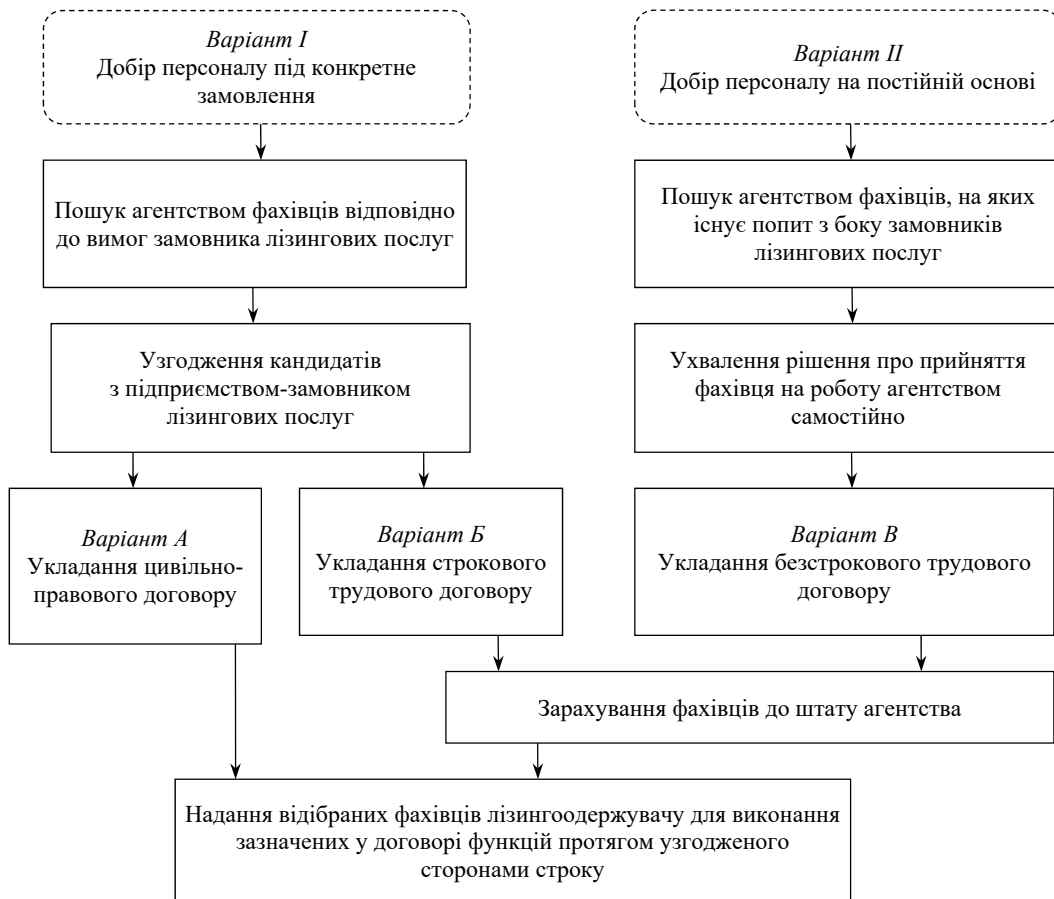 Варіант I
Добір персоналу під конкретне
замовлення
Варіант II
Добір персоналу на постійній основі
Пошук агентством фахівців відповідно
до вимог замовника лізингових послуг
Пошук агентством фахівців, на яких
існує попит з боку замовників
лізингових послуг
Узгодження кандидатів
з підприємством-замовником
лізингових послуг
Ухвалення рішення про прийняття
фахівця на роботу агентством
самостійно
Варіант А
Укладання цивільно-
правового договору
Варіант Б
Укладання строкового
трудового договору
Варіант В
Укладання безстрокового трудового
договору
Зарахування фахівців до штату агентства
Надання відібраних фахівців лізингоодержувачу для виконання
зазначених у договорі функцій протягом узгодженого
сторонами строку